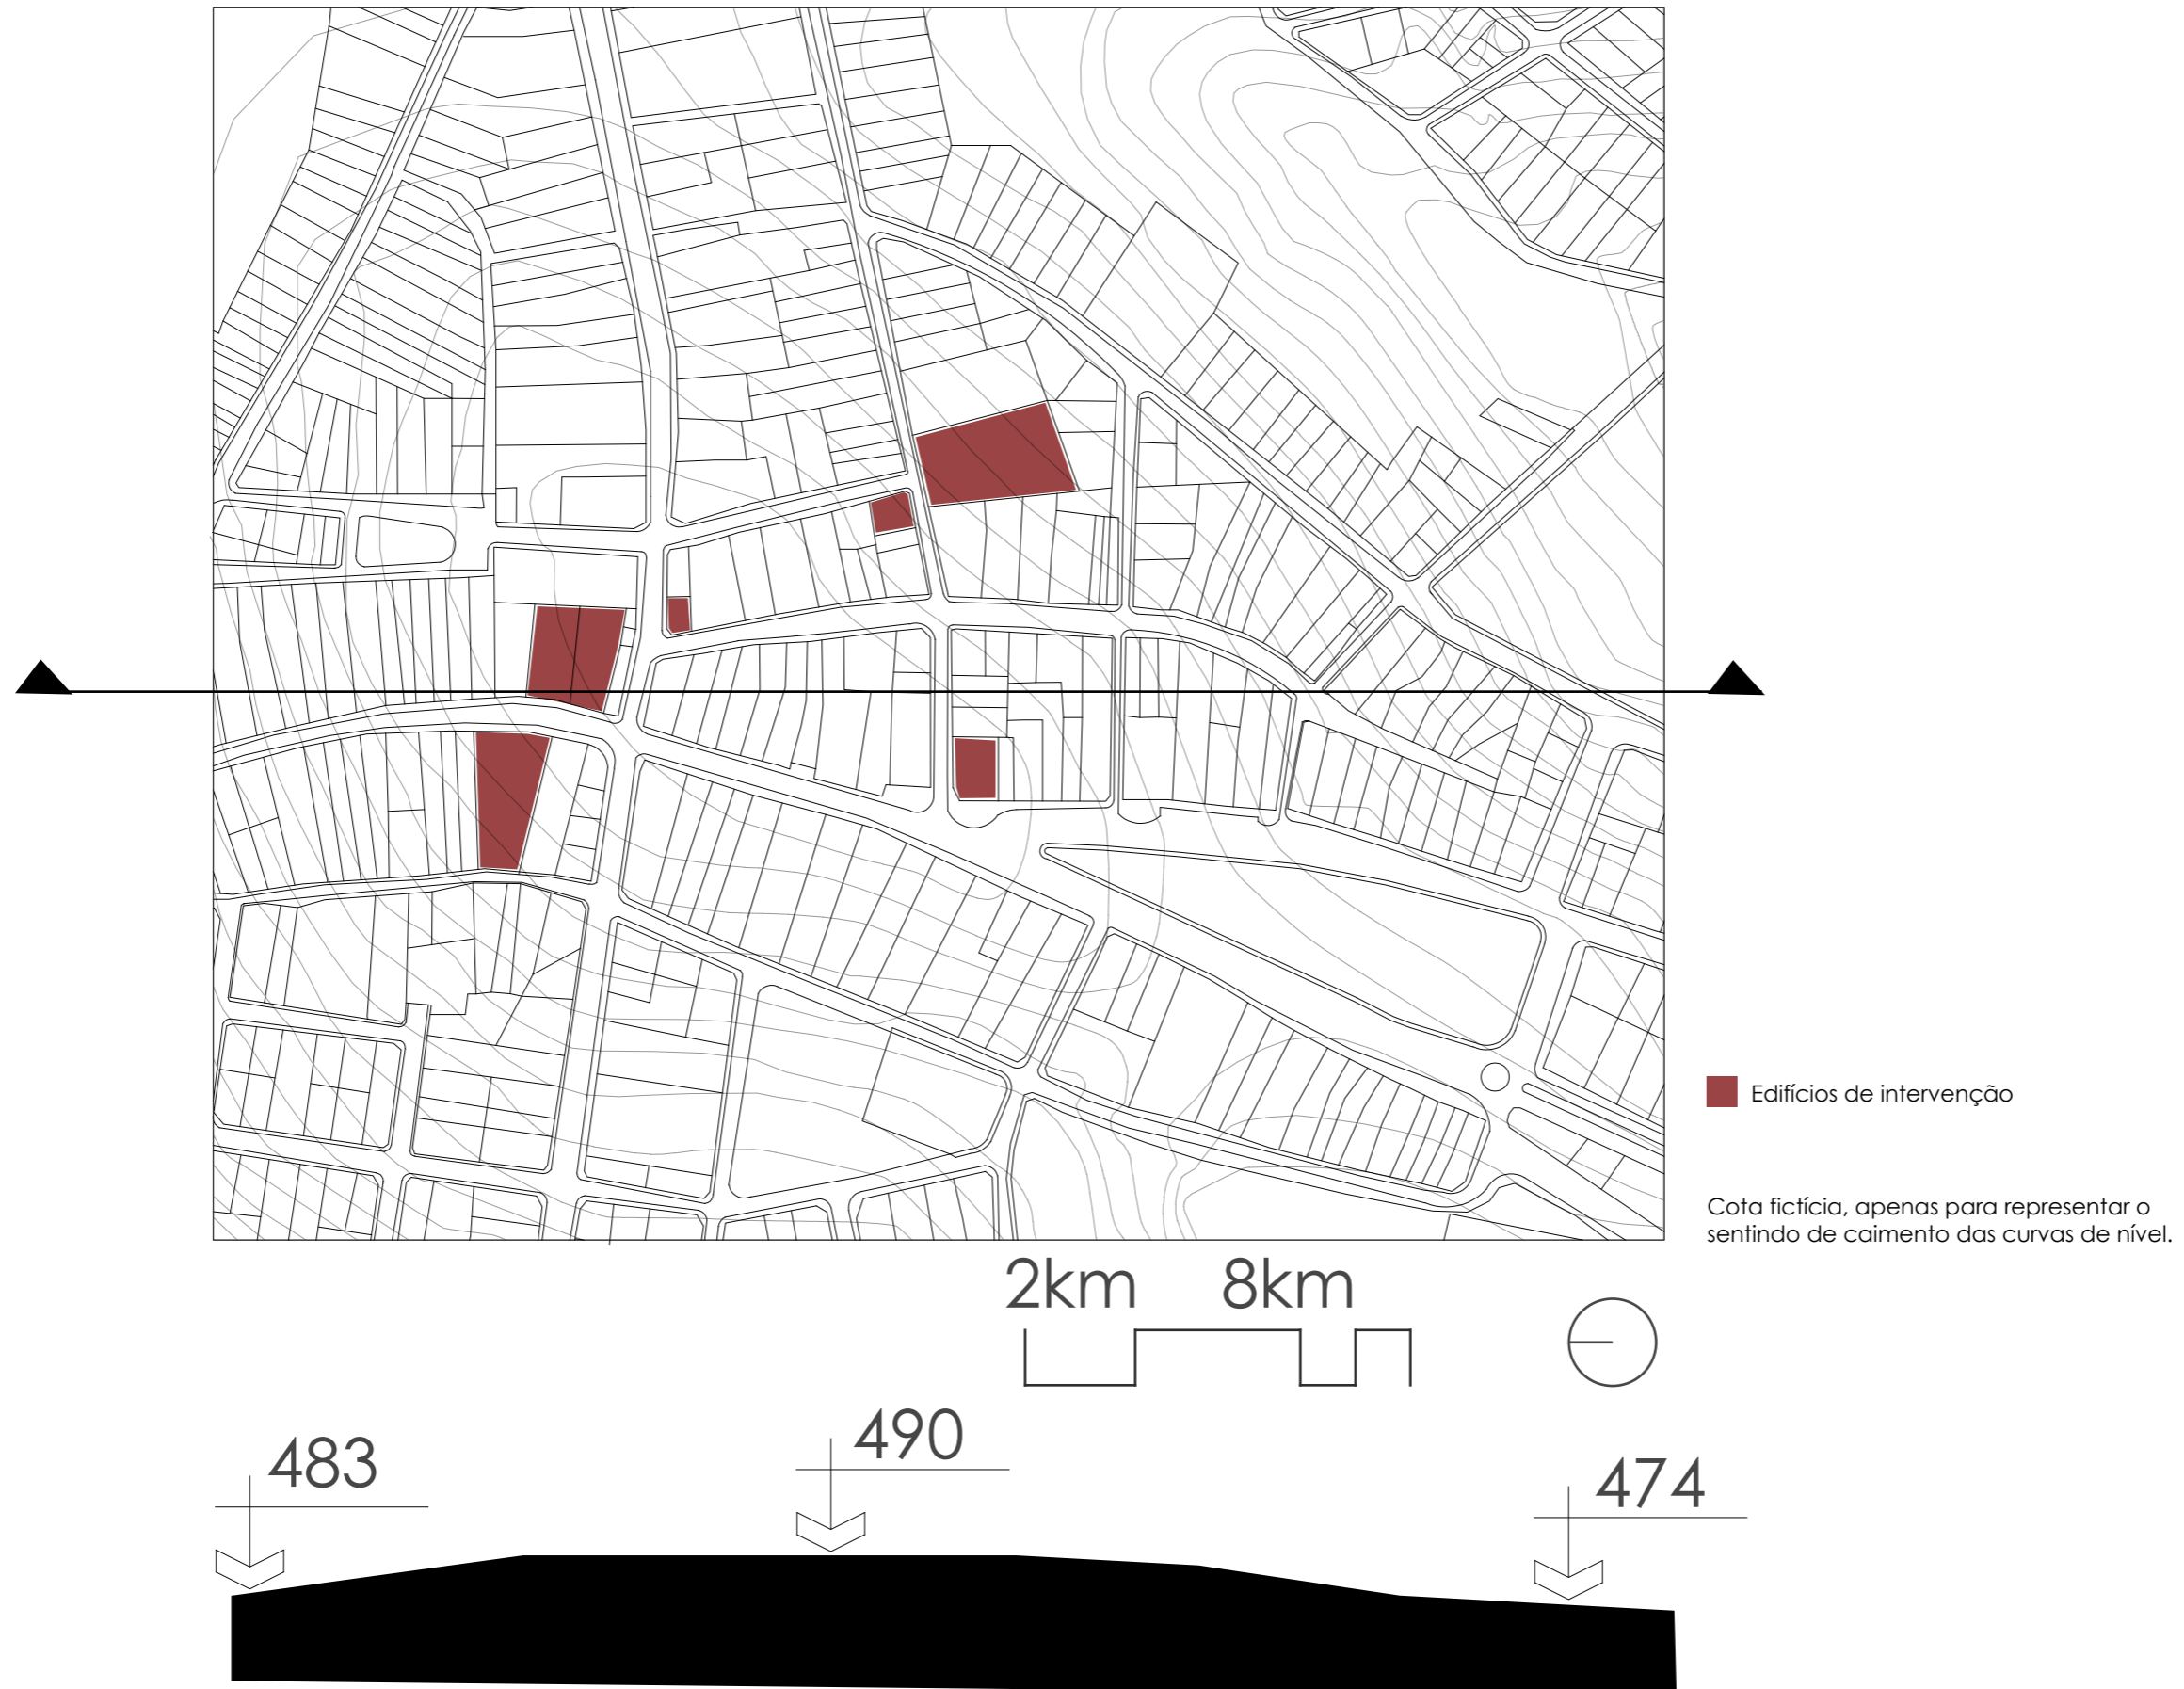 Edifícios de intervenção
Cota fictícia, apenas para representar o
sentindo de caimento das curvas de nível.
2km 8km
483
490
474